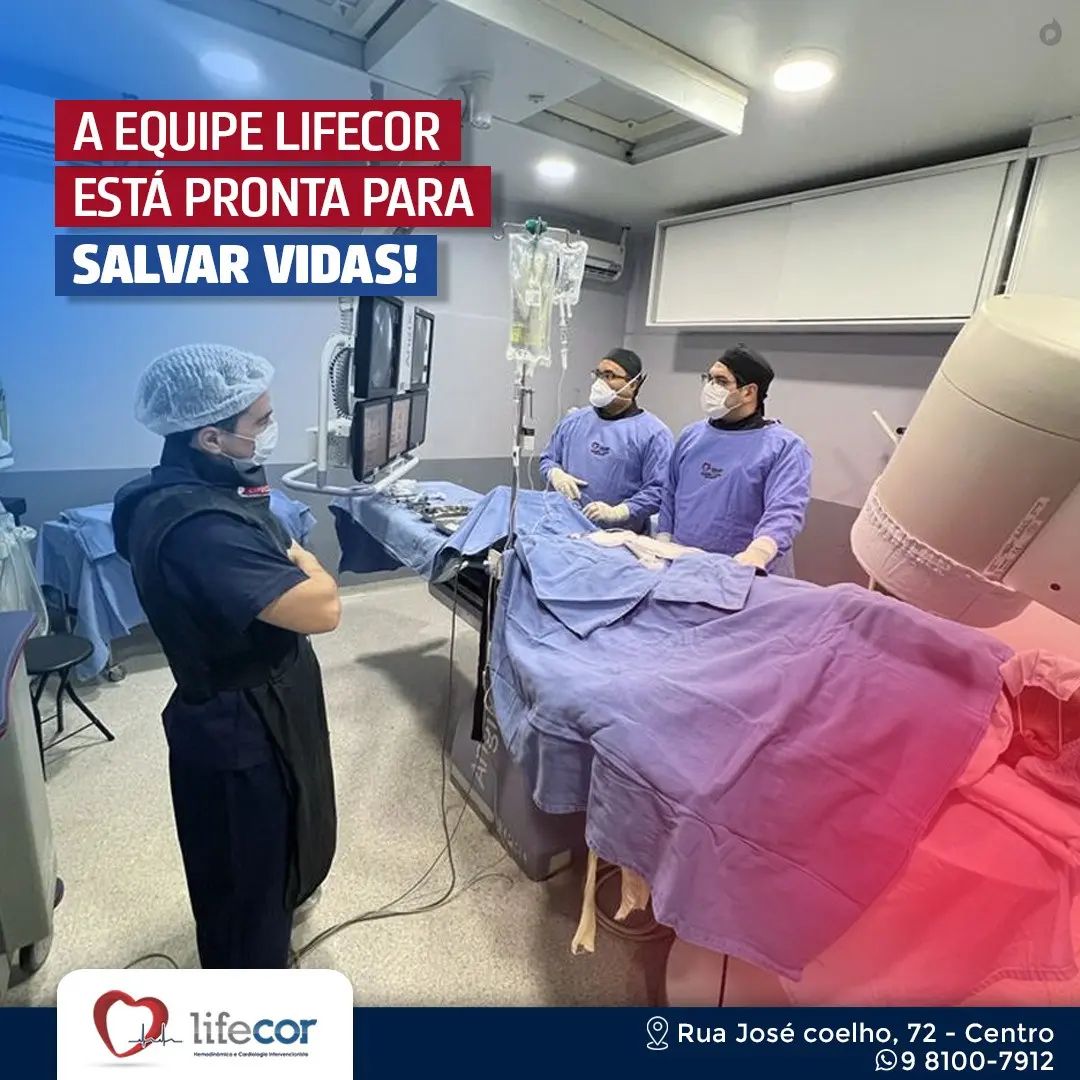 A EQUIPE LIFECOR
ESTÁ PRONTA PARA
SALVAR VIDAS!
lifecor
Hemodinâmica e Cardiologia Intervencionista
Rua José coelho, 72 - Centro
9 8100-7912